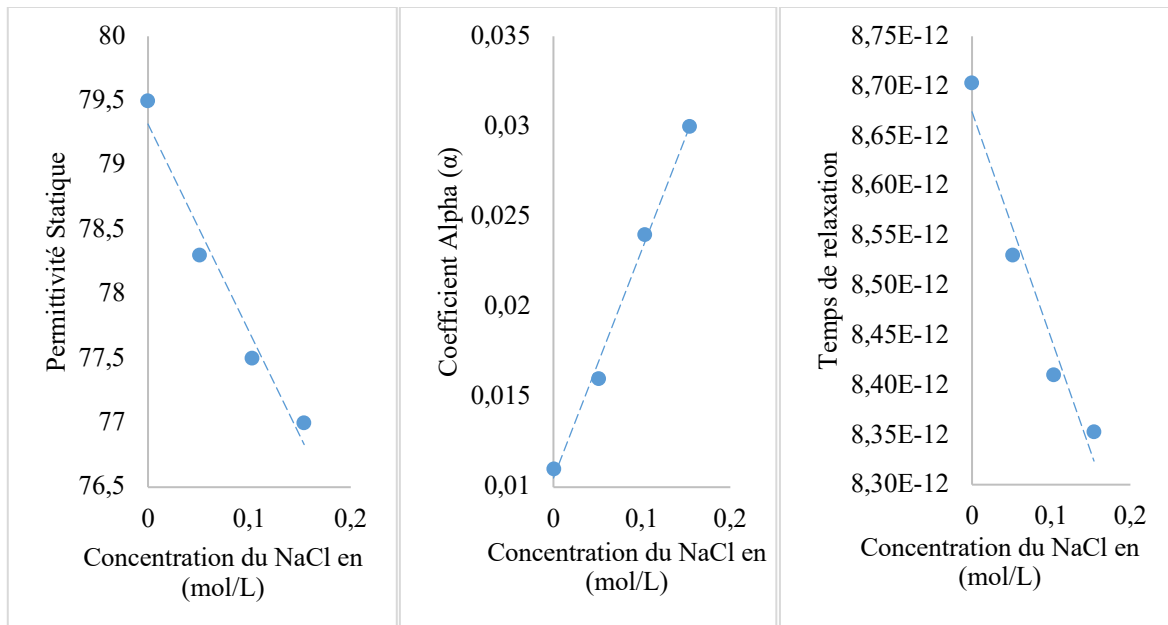 Permittivité Statique
80
79,5
79
78,5
78
77,5
77
76,5
0
0,1
0,2
Concentration du NaCl en
(mol/L)
Coefficient Alpha (α)
0,035
0,03
0,025
0,02
0,015
0,01
0
0,1
0,2
Concentration du NaCl en
(mol/L)
Temps de relaxation
8,75E-12
8,70E-12
8,65E-12
8,60E-12
8,55E-12
8,50E-12
8,45E-12
8,40E-12
8,35E-12
8,30E-12
0
0,1
0,2
Concentration du NaCl en
(mol/L)